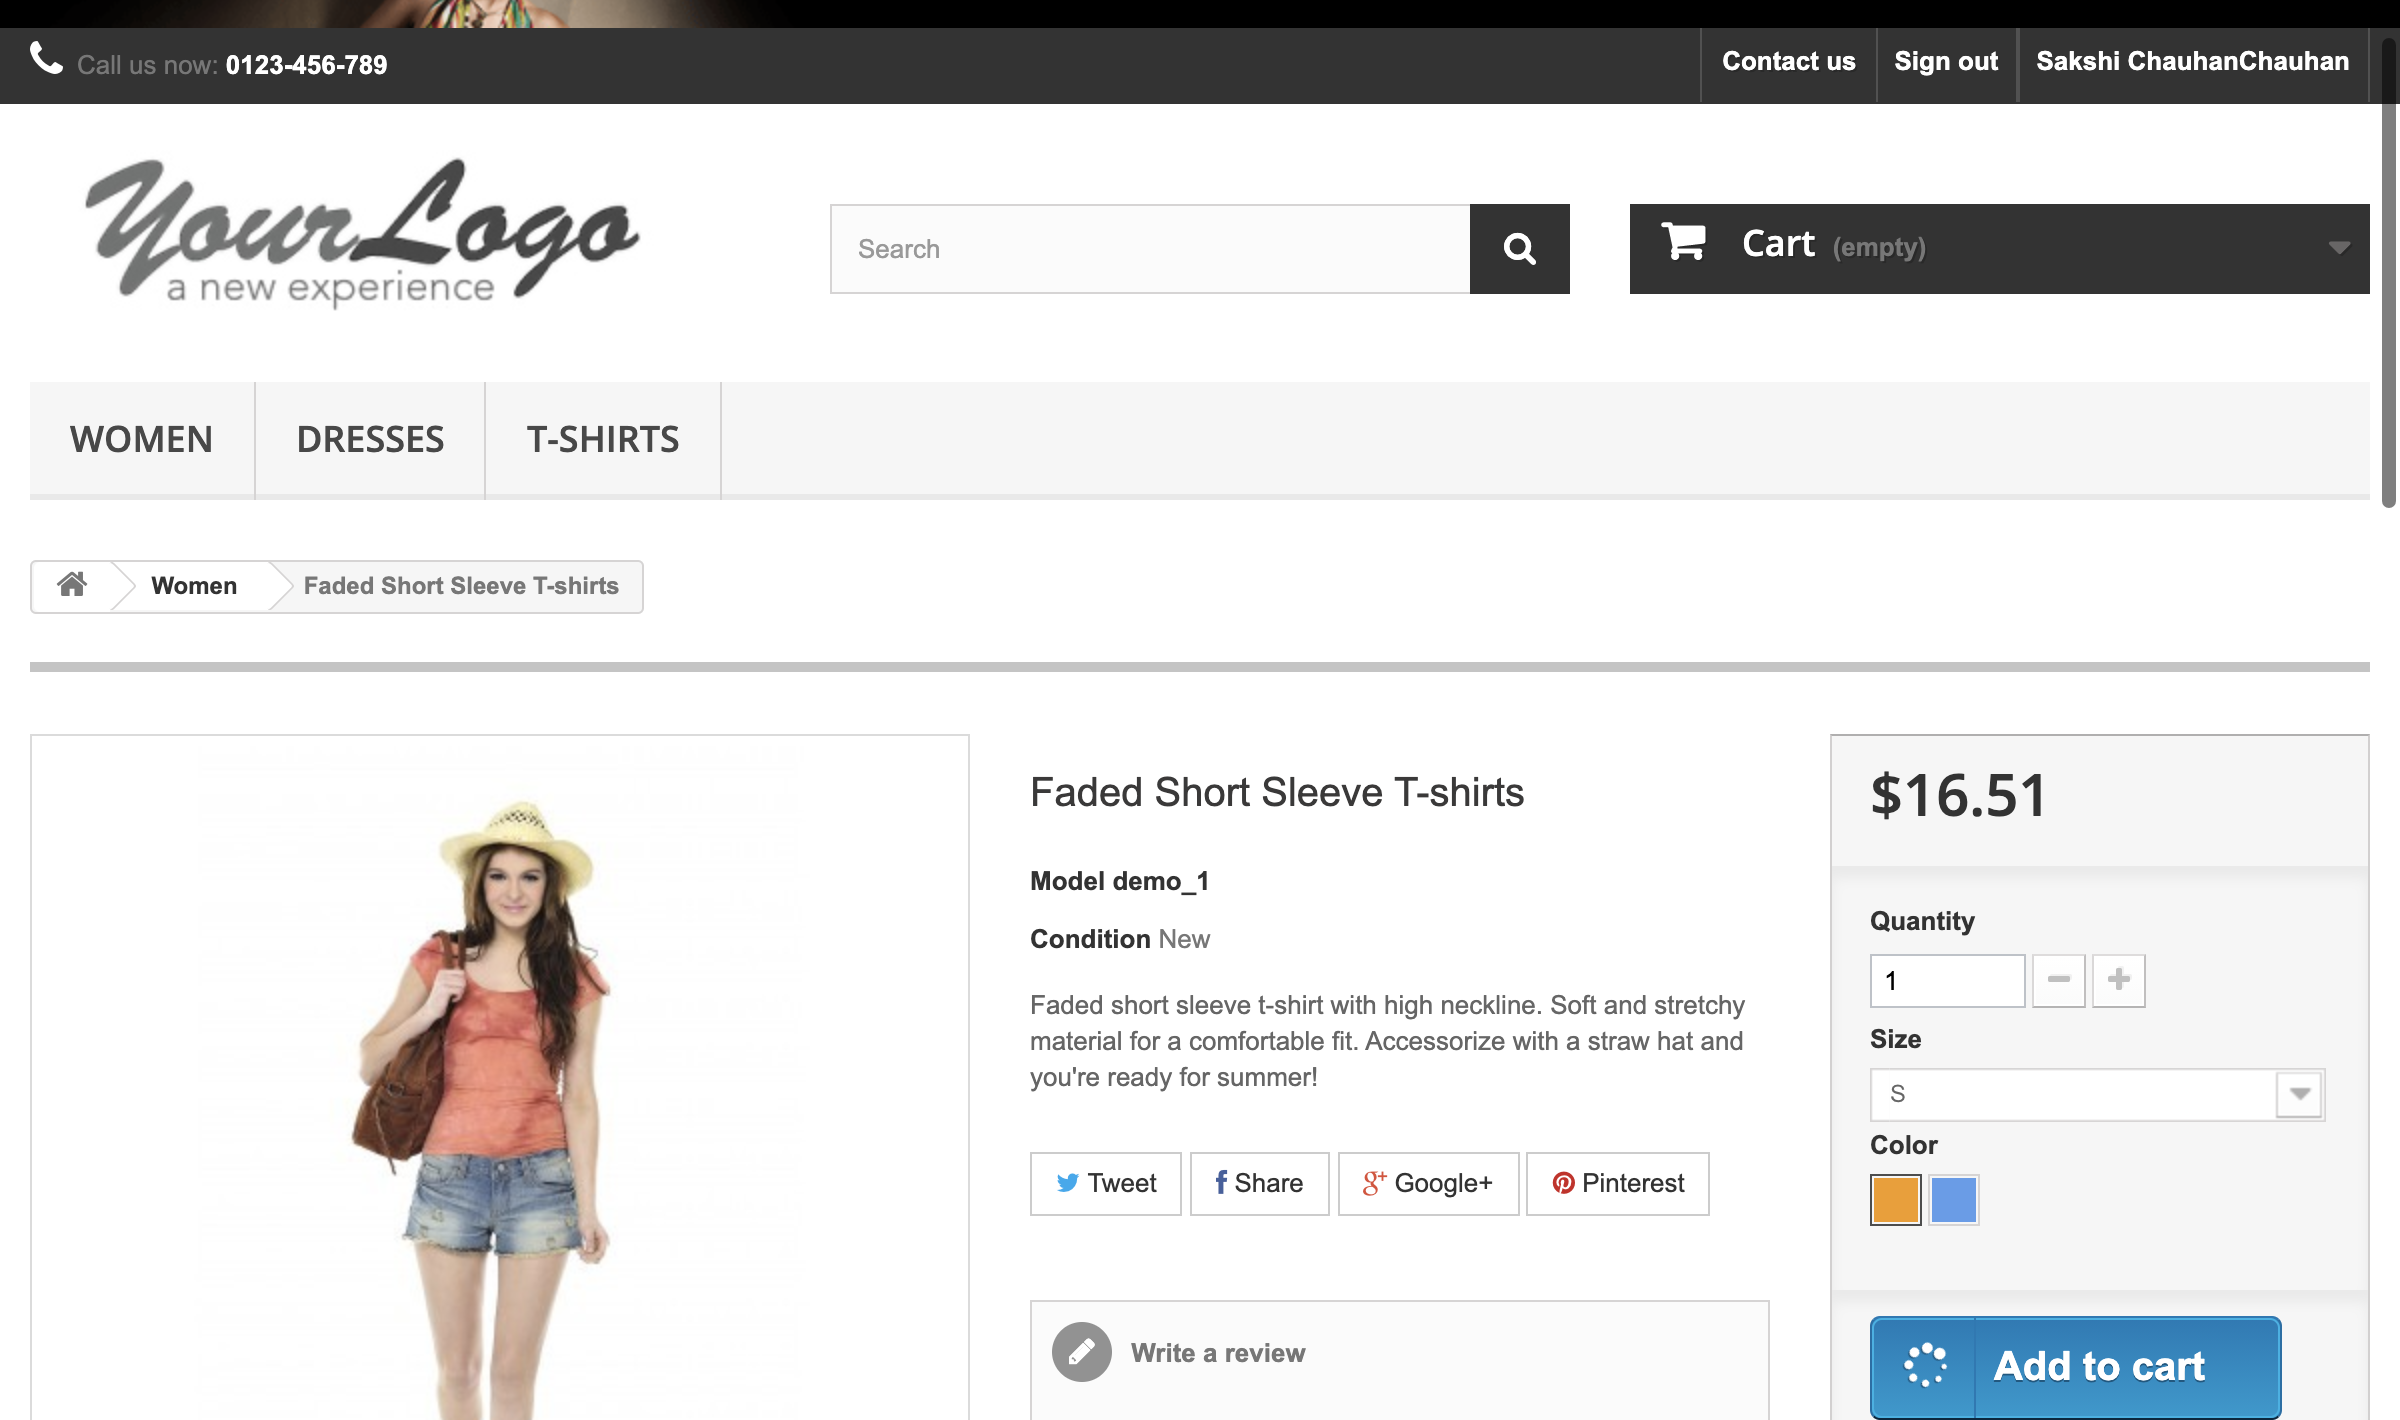 Call us now: 0123-456-789
Contact us
Sign out
Sakshi ChauhanChauhan
YourLogo
a new experience
Search
Cart (empty)
WOMEN
DRESSES
T-SHIRTS
Women
Faded Short Sleeve T-shirts
Faded Short Sleeve T-shirts
Model demo_1
Condition New
Faded short sleeve t-shirt with high neckline. Soft and stretchy
material for a comfortable fit. Accessorize with a straw hat and
you're ready for summer!
Tweet
Share
Google+
Pinterest
Write a review
$16.51
Quantity
1
Size
S
Color
Add to cart